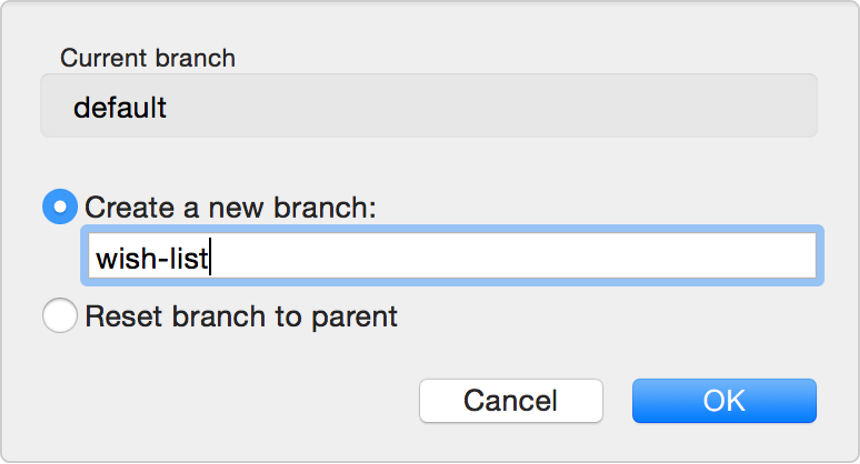 Current branch
default
Create a new branch:
wish-list
Reset branch to parent
Cancel OK